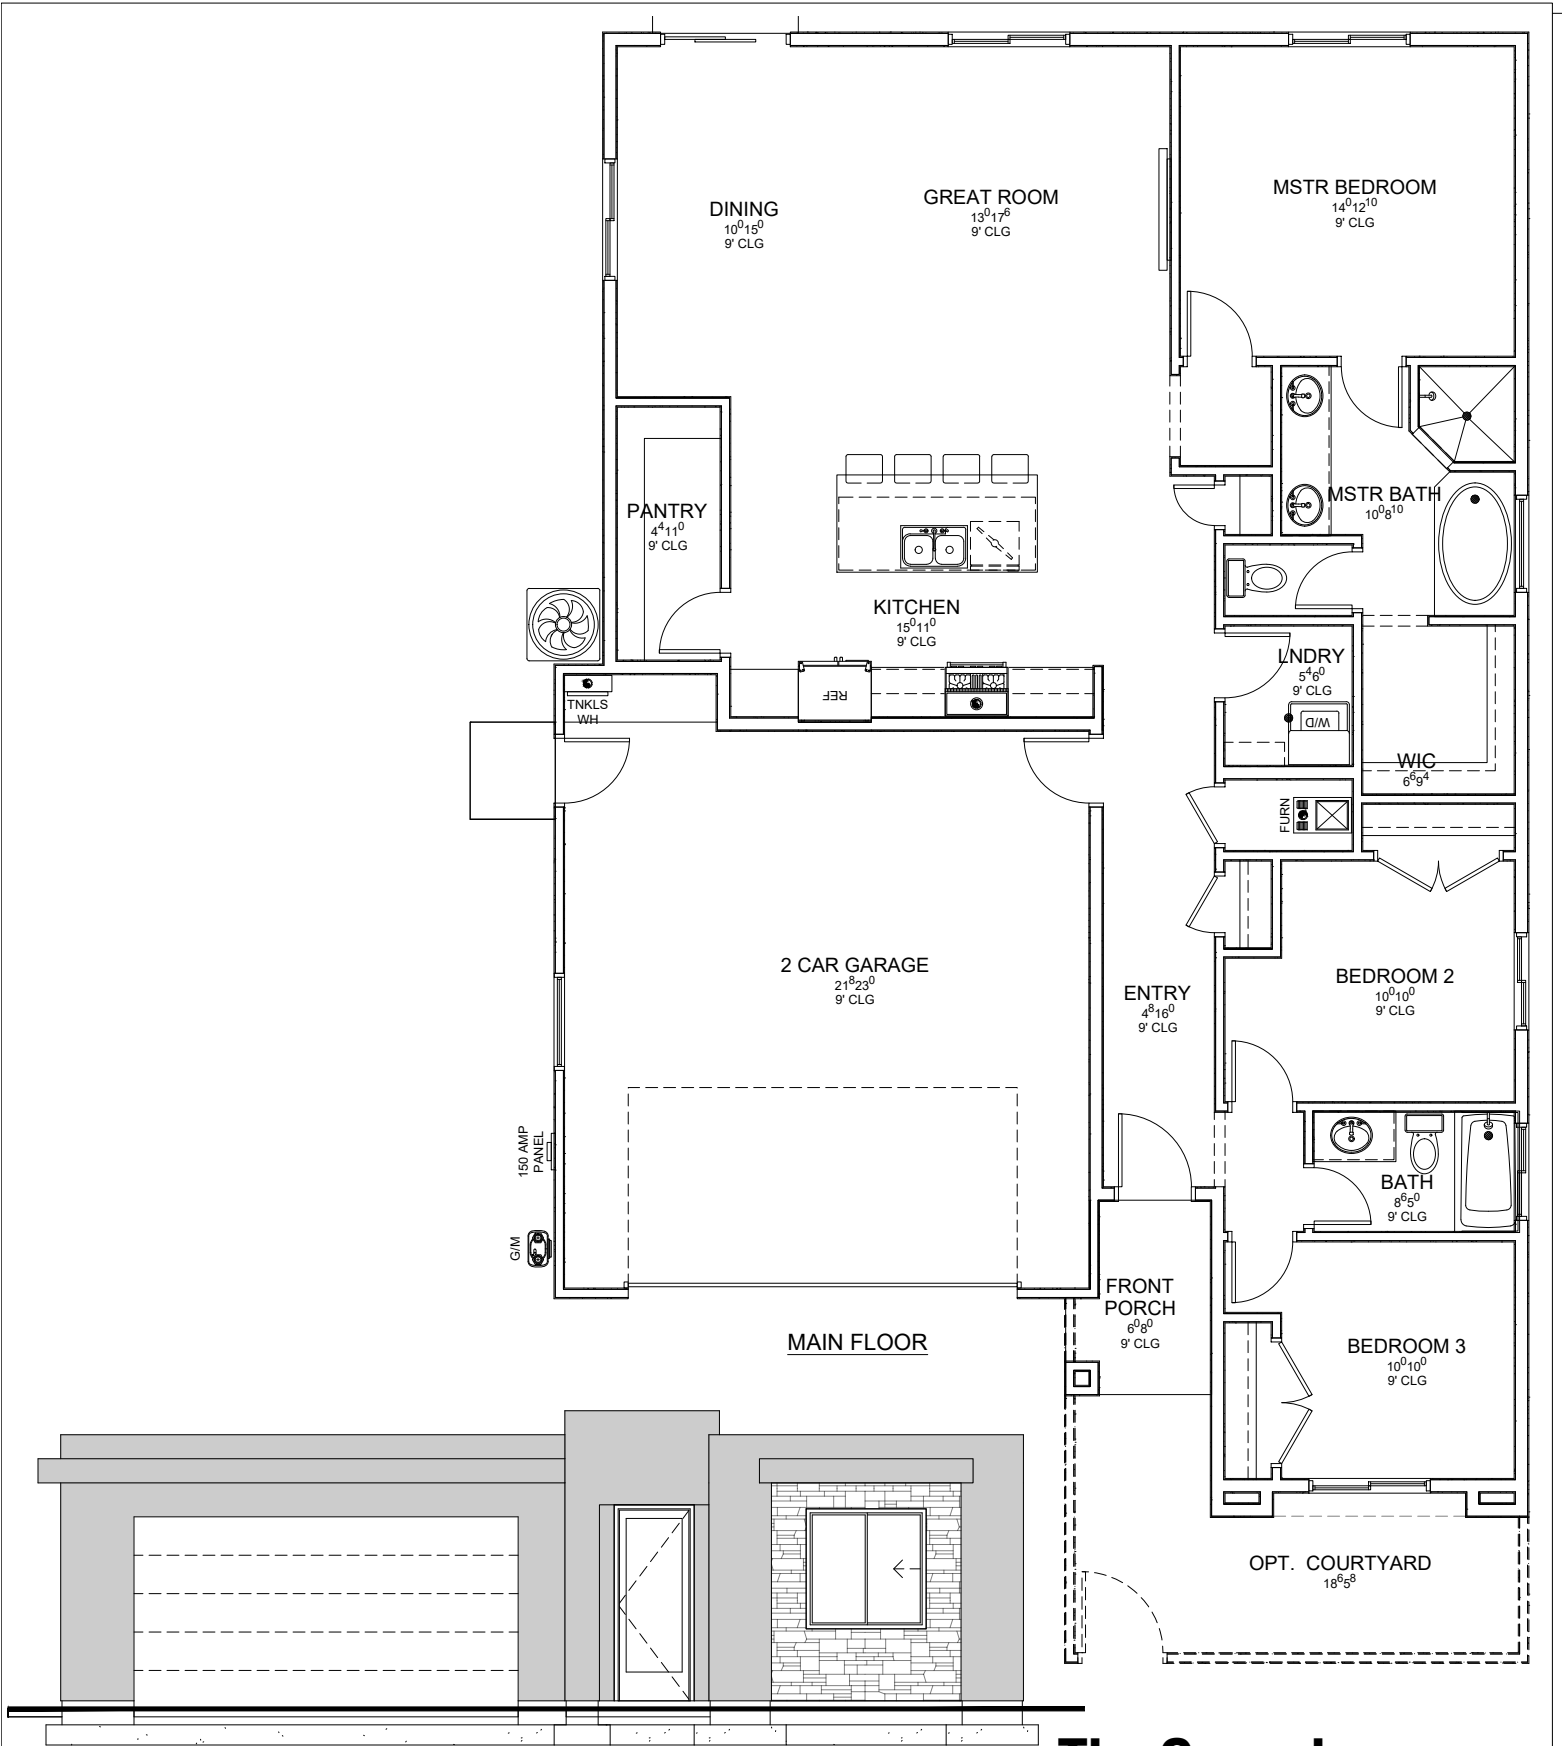 DINING
10⁰15⁰
9' CLG
GREAT ROOM
13⁰17⁶
9' CLG
MSTR BEDROOM
14⁰12¹⁰
9' CLG
PANTRY
4⁴11⁰
9' CLG
MSTR BATH
10⁰8¹⁰
KITCHEN
15⁰11⁰
9' CLG
REF
TNKLS
WH
LNDRY
5⁴6⁰
9' CLG
W/D
WIC
6⁶9⁴
FURN
2 CAR GARAGE
21⁸23⁰
9' CLG
ENTRY
4⁸16⁰
9' CLG
BEDROOM 2
10⁰10⁰
9' CLG
150 AMP
PANEL
BATH
8⁶5⁰
9' CLG
G/M
FRONT
PORCH
6⁰8⁰
9' CLG
MAIN FLOOR
BEDROOM 3
10⁰10⁰
9' CLG
OPT. COURTYARD
18⁶5⁸